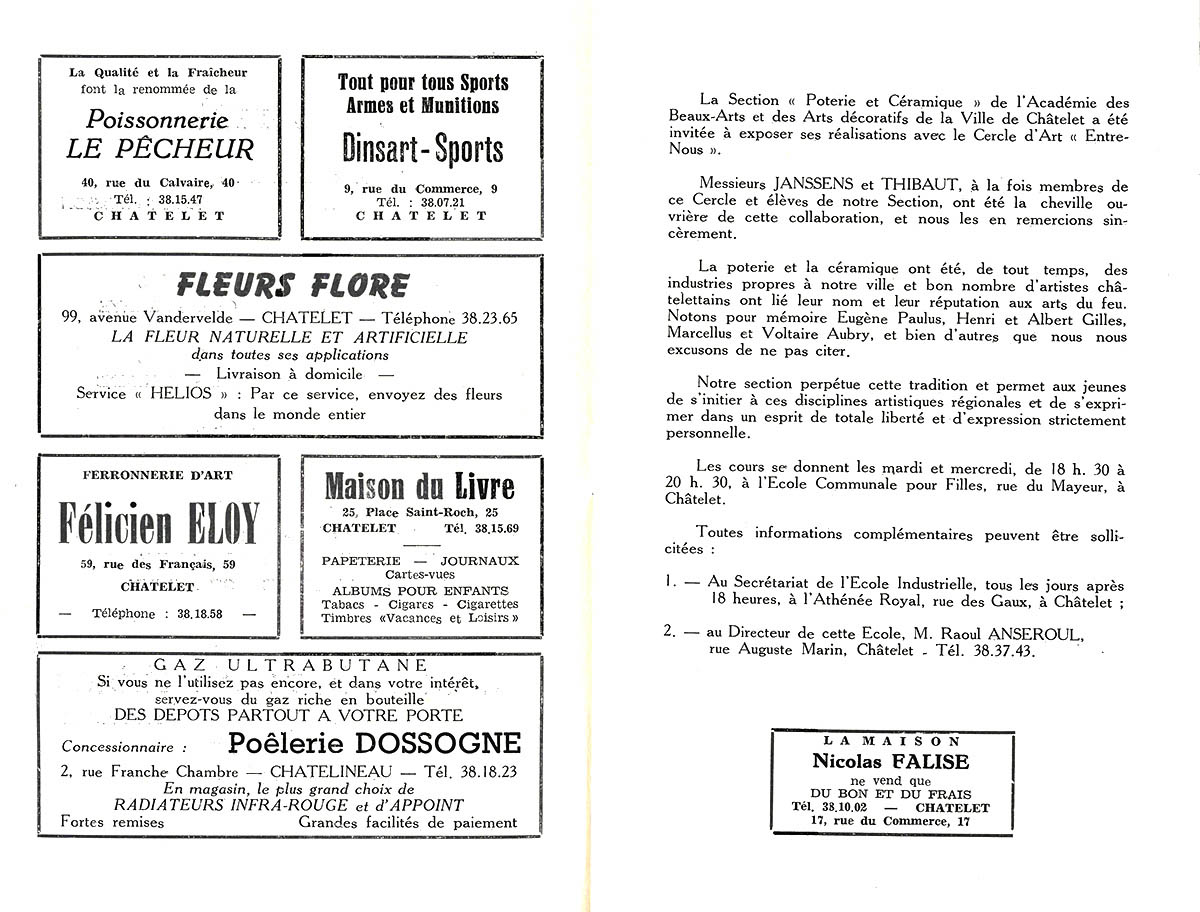 La Qualité et la Fraîcheur
font la renommée de la
Poissonnerie
LE PÊCHEUR
40, rue du Calvaire, 40
Tél. : 38.15.47
CHATELET
Tout pour tous Sports
Armes et Munitions
Dinsart-Sports
9, rue du Commerce, 9
Tél. : 38.07.21
CHATELET
FLEURS FLORE
99, avenue Vandervelde — CHATELET — Téléphone 38.23.65
LA FLEUR NATURELLE ET ARTIFICIELLE
dans toutes ses applications
— Livraison à domicile —
Service « HELIOS » : Par ce service, envoyez des fleurs
dans le monde entier
FERRONNERIE D'ART
Félicien ELOY
59, rue des Français, 59
CHATELET
— Téléphone : 38.18.58 —
Maison du Livre
25, Place Saint-Roch, 25
CHATELET Tél. 38.15.69
PAPETERIE — JOURNAUX
Cartes-vues
ALBUMS POUR ENFANTS
Tabacs - Cigares - Cigarettes
Timbres «Vacances et Loisirs»
GAZ ULTRABUTANE
Si vous ne l'utilisez pas encore, et dans votre intérêt,
servez-vous du gaz riche en bouteille
DES DEPOTS PARTOUT A VOTRE PORTE
Concessionnaire : Poêlerie DOSSOGNE
2, rue Franche Chambre — CHATELINEAU — Tél. 38.18.23
En magasin, le plus grand choix de
RADIATEURS INFRA-ROUGE et d'APPOINT
Fortes remises Grandes facilités de paiement
La Section « Poterie et Céramique » de l'Académie des
Beaux-Arts et des Arts décoratifs de la Ville de Châtelet a été
invitée à exposer ses réalisations avec le Cercle d'Art « Entre-
Nous ».
Messieurs JANSSENS et THIBAUT, à la fois membres de
ce Cercle et élèves de notre Section, ont été la cheville ou-
vrière de cette collaboration, et nous les en remercions sin-
cèrement.
La poterie et la céramique ont été, de tout temps, des
industries propres à notre ville et bon nombre d'artistes châ-
telettains ont lié leur nom et leur réputation aux arts du feu.
Notons pour mémoire Eugène Paulus, Henri et Albert Gilles,
Marcellus et Voltaire Aubry, et bien d'autres que nous nous
excusons de ne pas citer.
Notre section perpétue cette tradition et permet aux jeunes
de s'initier à ces disciplines artistiques régionales et de s'expri-
mer dans un esprit de totale liberté et d'expression strictement
personnelle.
Les cours se donnent les mardi et mercredi, de 18 h. 30 à
20 h. 30, à l'Ecole Communale pour Filles, rue du Mayeur, à
Châtelet.
Toutes informations complémentaires peuvent être solli-
citées :
1. — Au Secrétariat de l'Ecole Industrielle, tous les jours après
18 heures, à l'Athénée Royal, rue des Gaux, à Châtelet ;
2. — au Directeur de cette Ecole, M. Raoul ANSEROUL,
rue Auguste Marin, Châtelet - Tél. 38.37.43.
LA MAISON
Nicolas FALISE
ne vend que
DU BON ET DU FRAIS
Tél. 38.10.02 — CHATELET
17, rue du Commerce, 17